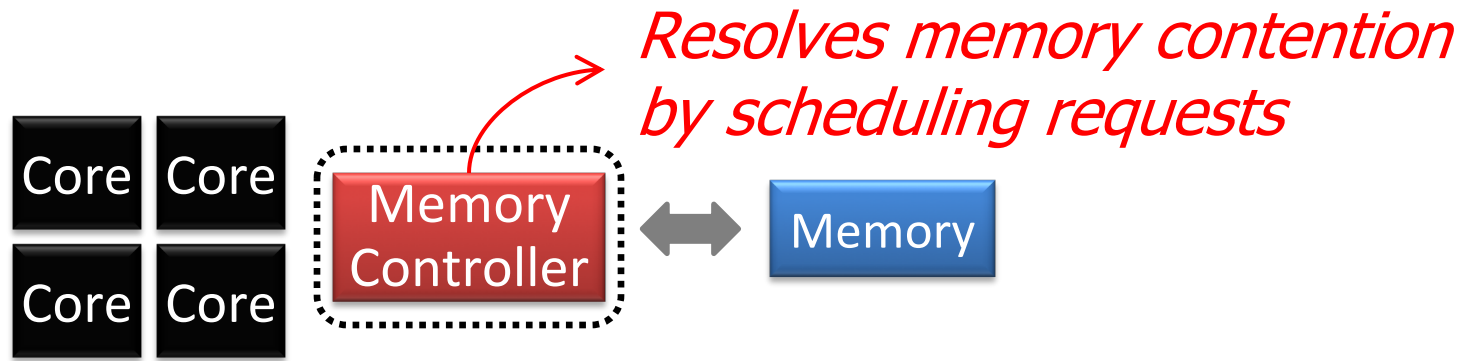 Resolves memory contention
by scheduling requests
Core Core
Memory
Controller
Memory
Core Core